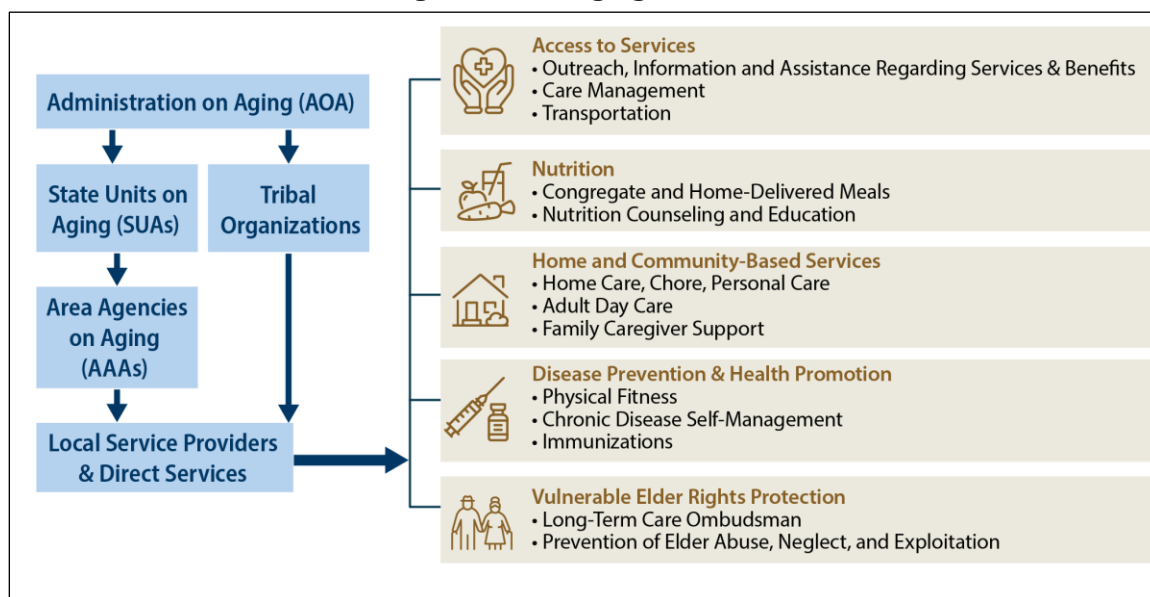 Administration on Aging (AOA)
State Units on
Aging (SUAs)
Tribal
Organizations
Area Agencies
on Aging
(AAAs)
Local Service Providers
& Direct Services
Access to Services
• Outreach, Information and Assistance Regarding Services & Benefits
• Care Management
• Transportation
Nutrition
• Congregate and Home-Delivered Meals
• Nutrition Counseling and Education
Home and Community-Based Services
• Home Care, Chore, Personal Care
• Adult Day Care
• Family Caregiver Support
Disease Prevention & Health Promotion
• Physical Fitness
• Chronic Disease Self-Management
• Immunizations
Vulnerable Elder Rights Protection
• Long-Term Care Ombudsman
• Prevention of Elder Abuse, Neglect, and Exploitation